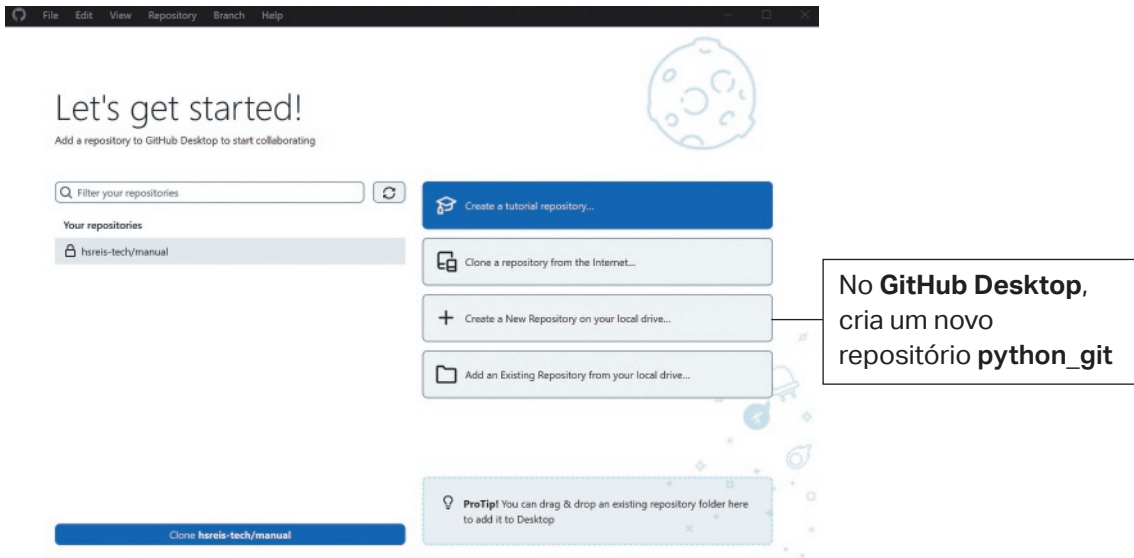 File Edit View Repository Branch Help
Let's get started!
Add a repository to GitHub Desktop to start collaborating
Filter your repositories
Your repositories
hsreis-tech/manual
Clone hsreis-tech/manual
Create a tutorial repository...
Clone a repository from the Internet...
Create a New Repository on your local drive...
Add an Existing Repository from your local drive...
ProTip! You can drag & drop an existing repository folder here
to add it to Desktop
No GitHub Desktop,
cria um novo
repositório python_git